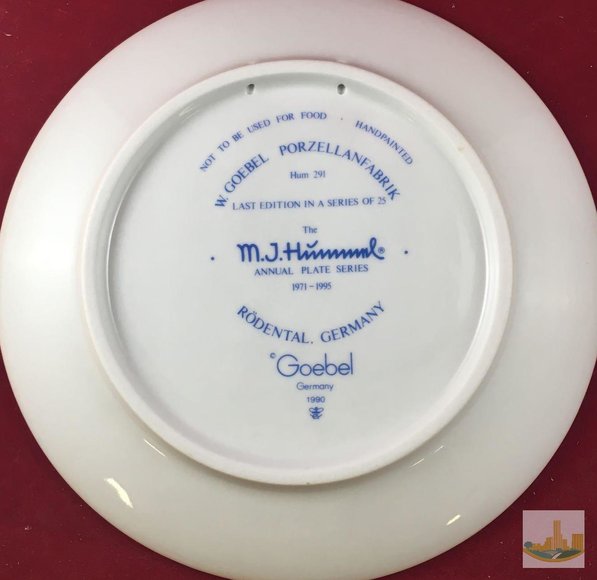 NOT TO BE USED FOR FOOD · HANDPAINTED
W. GOEBEL PORZELLANFABRIK
Hum 291
LAST EDITION IN A SERIES OF 25
The
· M.J.Hummel® ·
ANNUAL PLATE SERIES
1971-1995
RÖDENTAL, GERMANY
© Goebel
Germany
1990